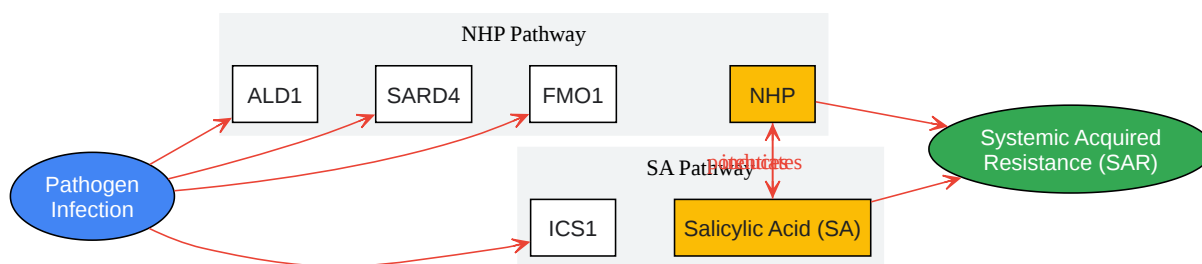 NHP Pathway
ALD1
SARD4
FMO1
NHP
Systemic Acquired
Resistance (SAR)
SA Pathway
Pathogen
Infection
ICS1
Salicylic Acid (SA)